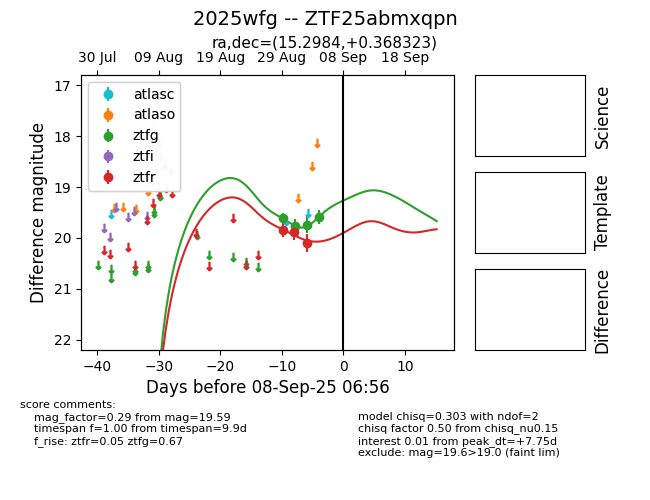 2025wfg -- ZTF25abmxqpn
ra,dec=(15.2984,+0.368323)
30 Jul 09 Aug 19 Aug 29 Aug 08 Sep 18 Sep
17
18
19
20
21
22
Difference magnitude
atlasc
atlaso
ztfg
ztfi
ztfr
−40 −30 −20 −10 0 10
Days before 08-Sep-25 06:56
Science
Template
Difference
score comments:
mag_factor=0.29 from mag=19.59
timespan f=1.00 from timespan=9.9d
f_rise: ztfr=0.05 ztfg=0.67
model chisq=0.303 with ndof=2
chisq factor 0.50 from chisq_nu0.15
interest 0.01 from peak_dt=+7.75d
exclude: mag=19.6>19.0 (faint lim)